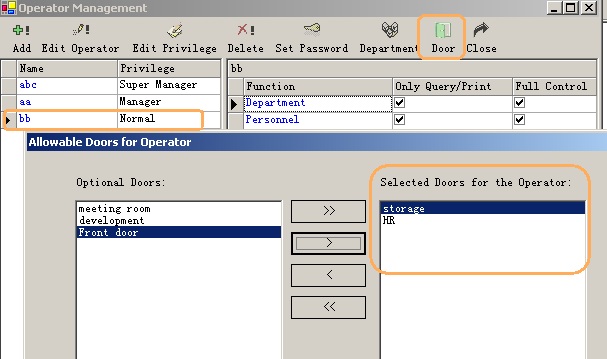 Operator Management
Add Edit Operator Edit Privilege Delete Set Password Department Door Close
Name Privilege
abc Super Manager
aa Manager
bb Normal
bb
Function Only Query/Print Full Control
Department
Personnel
Allowable Doors for Operator
Optional Doors:
meeting room
development
Front door
>>
>
<
<<
Selected Doors for the Operator:
storage
HR